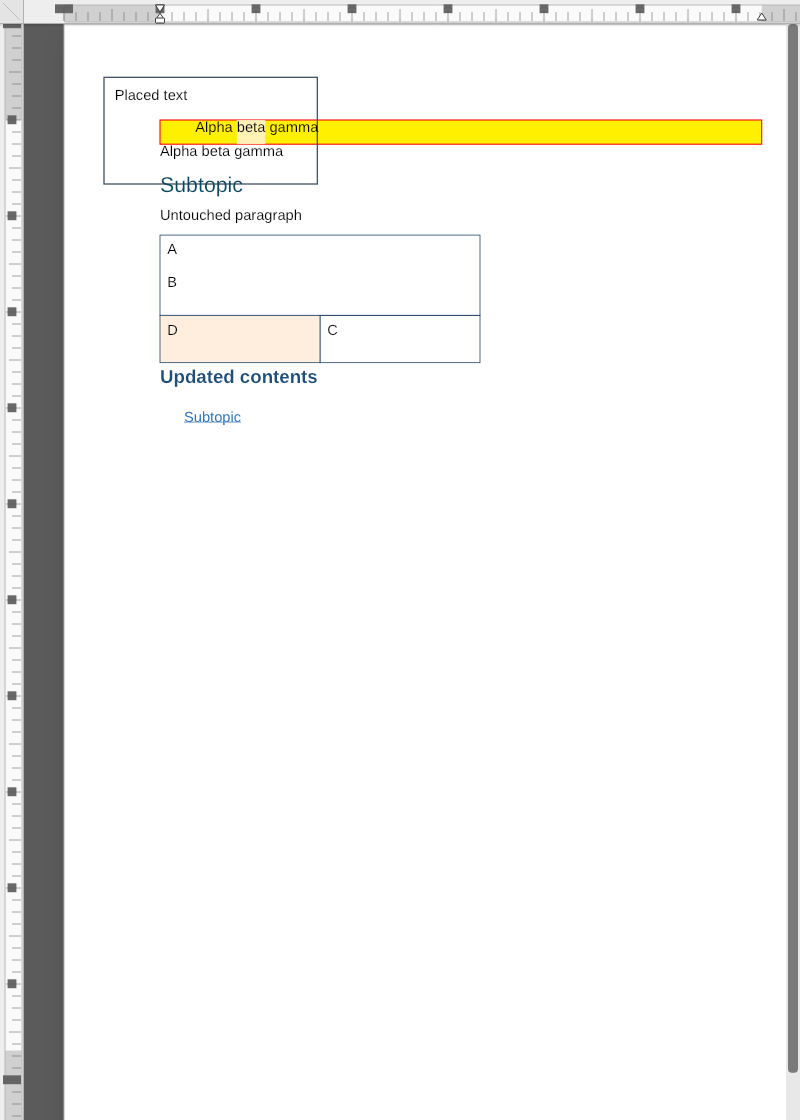 Placed text
Alpha beta gamma
Alpha beta gamma
Subtopic
Untouched paragraph
A
B
D C
Updated contents
Subtopic